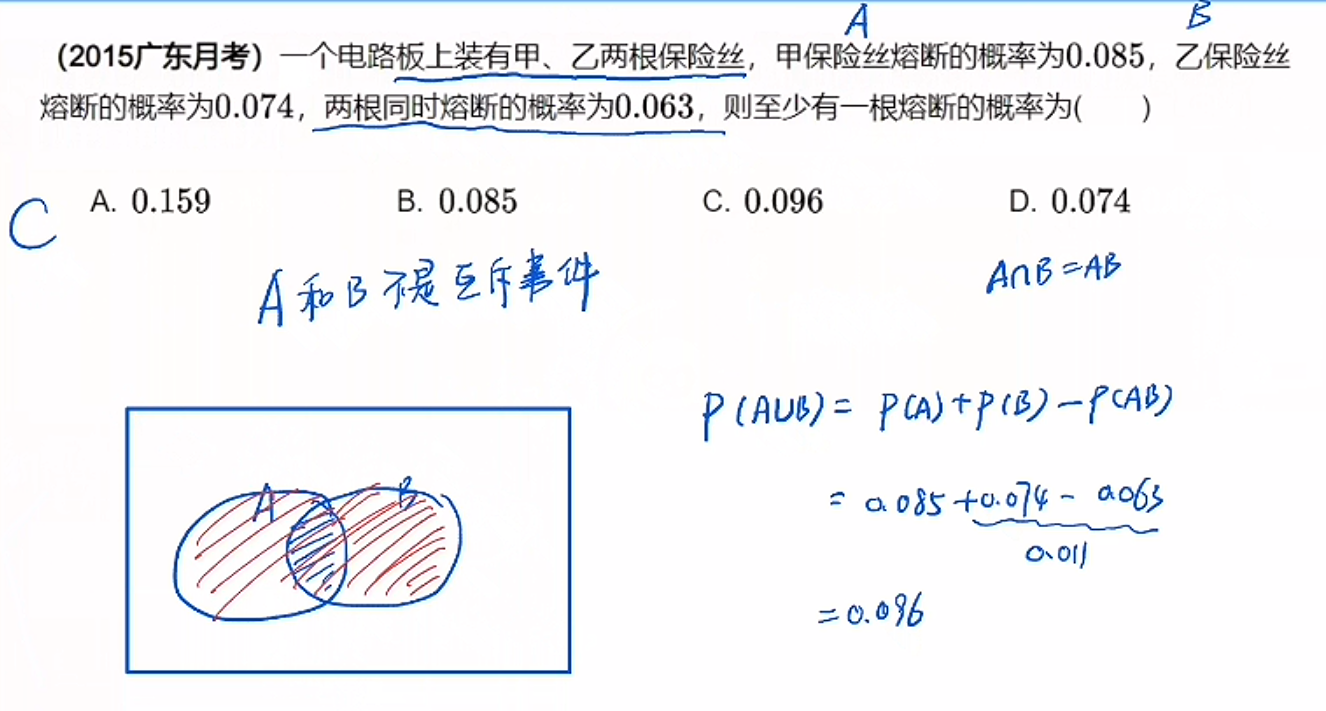 A B
（2015广东月考）一个电路板上装有甲、乙两根保险丝，甲保险丝熔断的概率为0.085，乙保险丝
熔断的概率为0.074，两根同时熔断的概率为0.063，则至少有一根熔断的概率为(　　)
C A. 0.159 B. 0.085 C. 0.096 D. 0.074
A和B不是互斥事件 A∩B=AB
P(A∪B)= P(A)+P(B)-P(AB)
A B
= 0.085+0.074- 0.063
0.011
=0.096